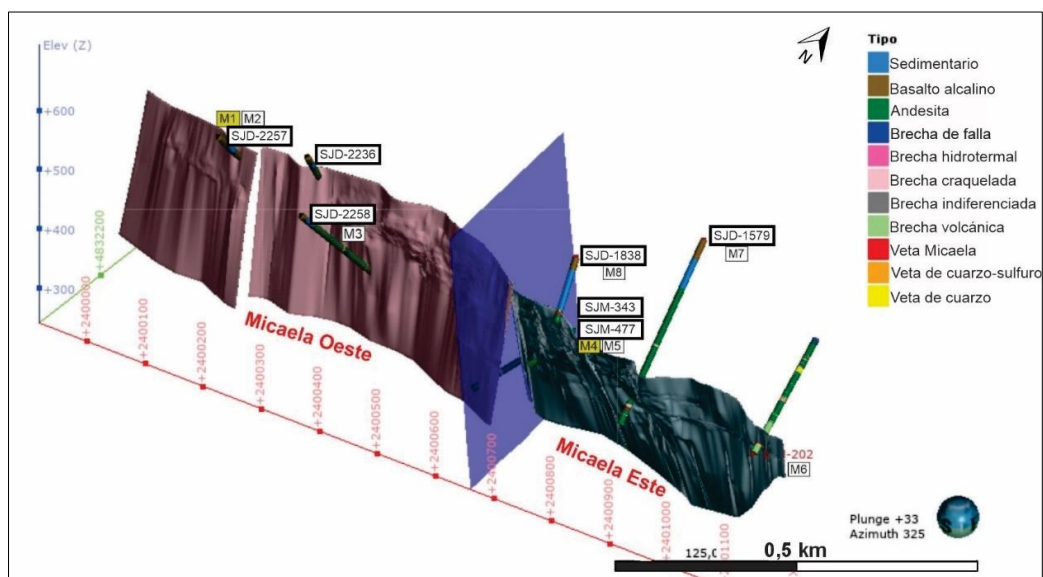 Elev (Z)
+600
+500
+400
+300
+4832200
+2400000
+2400100
+2400200
+2400300
+2400400
+2400500
+2400600
+2400700
+2400800
+2400900
+2401000
+2401100
M1 M2
SJD-2257
SJD-2236
SJD-2258
M3
SJD-1838
M8
SJM-343
SJM-477
M4 M5
SJD-1579
M7
-202
M6
Micaela Oeste
Micaela Este
N
Tipo
Sedimentario
Basalto alcalino
Andesita
Brecha de falla
Brecha hidrotermal
Brecha craquelada
Brecha indiferenciada
Brecha volcánica
Veta Micaela
Veta de cuarzo-sulfuro
Veta de cuarzo
Plunge +33
Azimuth 325
125,0
0,5 km